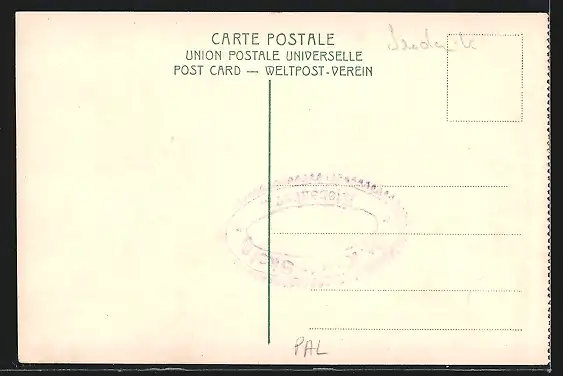 CARTE POSTALE
UNION POSTALE UNIVERSELLE
POST CARD — WELTPOST-VEREIN
PAL